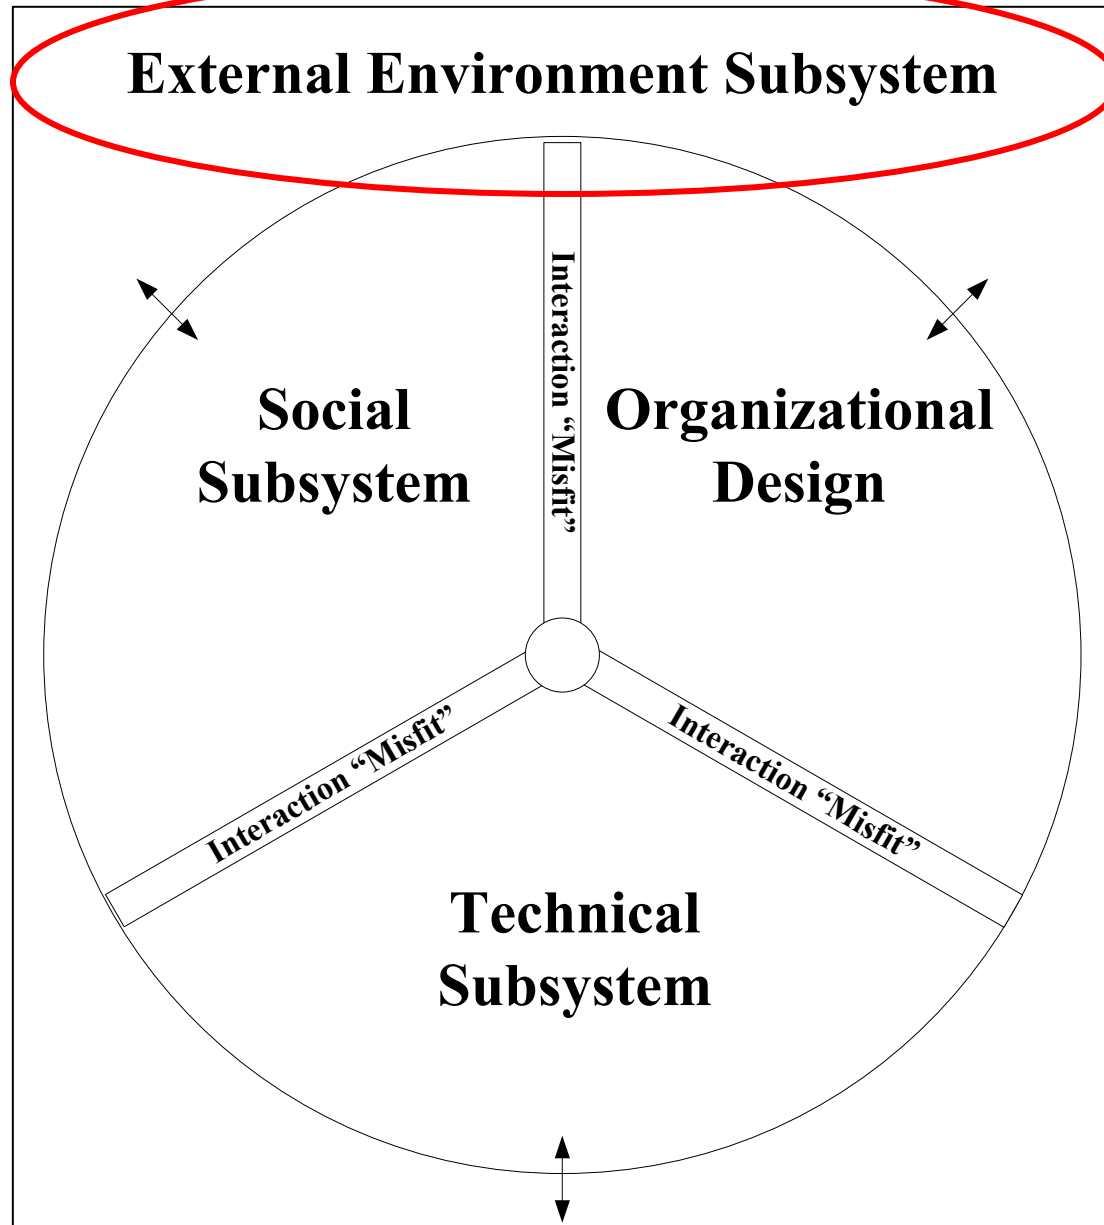 External Environment Subsystem
Interaction “Misfit”
Social
Subsystem
Organizational
Design
Interaction “Misfit”
Interaction “Misfit”
Technical
Subsystem